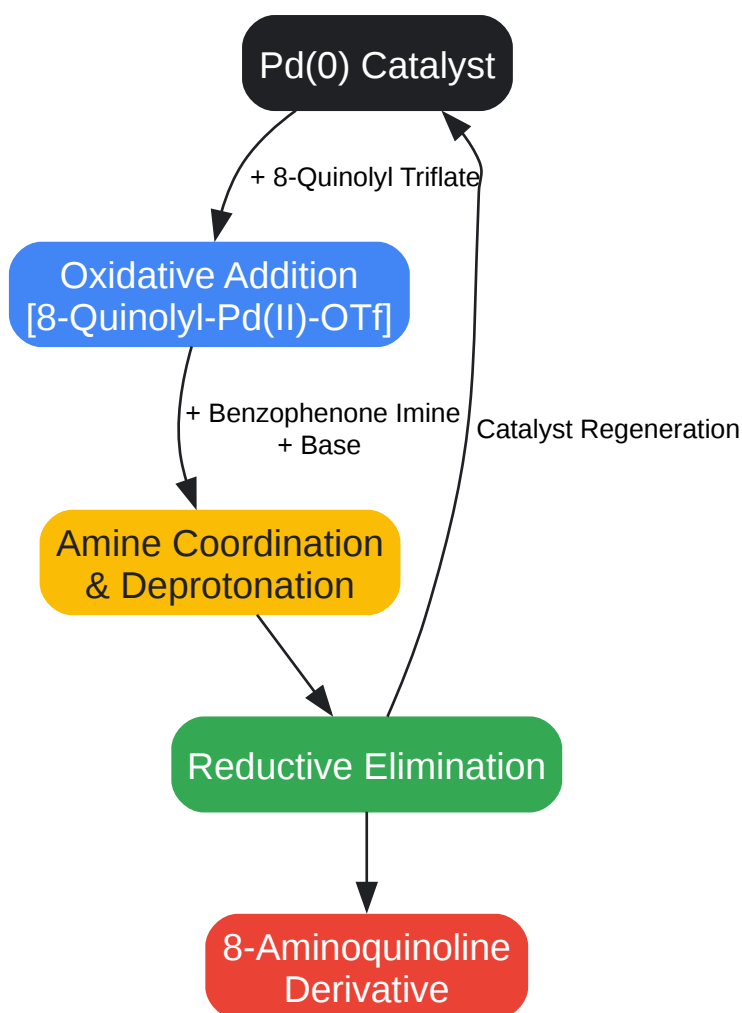 Pd(0) Catalyst
+ 8-Quinolyl Triflate
Oxidative Addition
[8-Quinolyl-Pd(II)-OTf]
+ Benzophenone Imine
+ Base
Catalyst Regeneration
Amine Coordination
& Deprotonation
Reductive Elimination
8-Aminoquinoline
Derivative